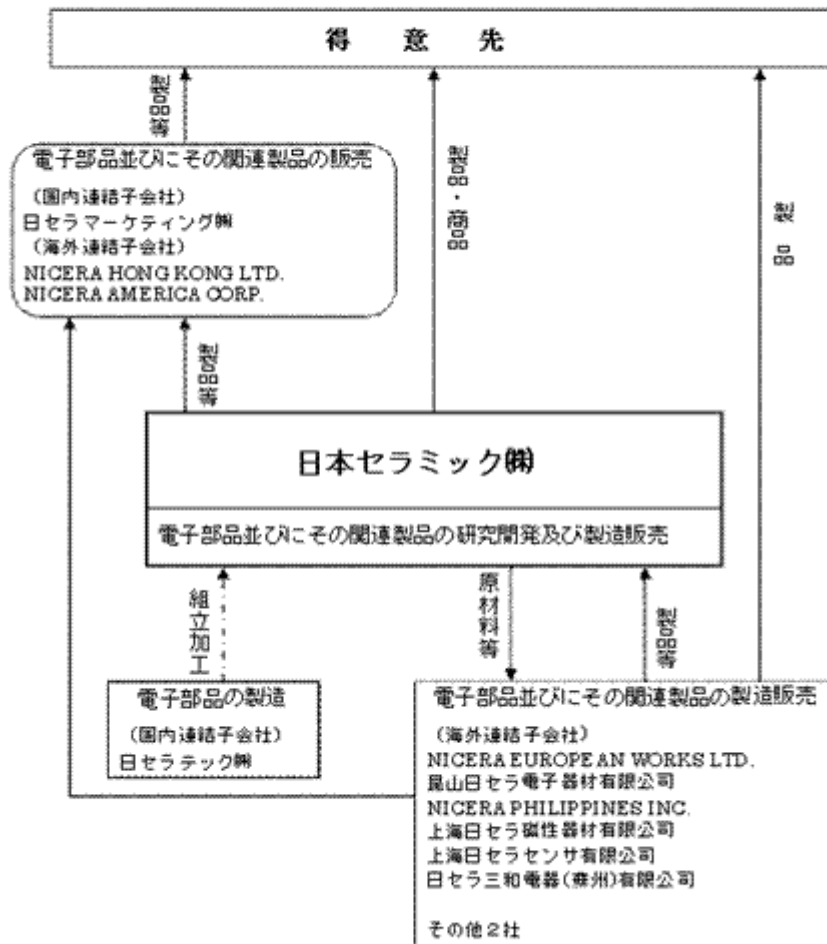 得意先
製品等
製品・商品
製品
電子部品並びにその関連製品の販売
(国内連結子会社)
日セラマーケティング㈱
(海外連結子会社)
NICERA HONG KONG LTD.
NICERA AMERICA CORP.
製品等
日本セラミック㈱
電子部品並びにその関連製品の研究開発及び製造販売
組立加工
原材料等
製品等
電子部品の製造
(国内連結子会社)
日セラテック㈱
電子部品並びにその関連製品の製造販売
(海外連結子会社)
NICERA EUROPEAN WORKS LTD.
昆山日セラ電子器材有限公司
NICERA PHILIPPINES INC.
上海日セラ磁性器材有限公司
上海日セラセンサ有限公司
日セラ三和電器(蘇州)有限公司
その他2社